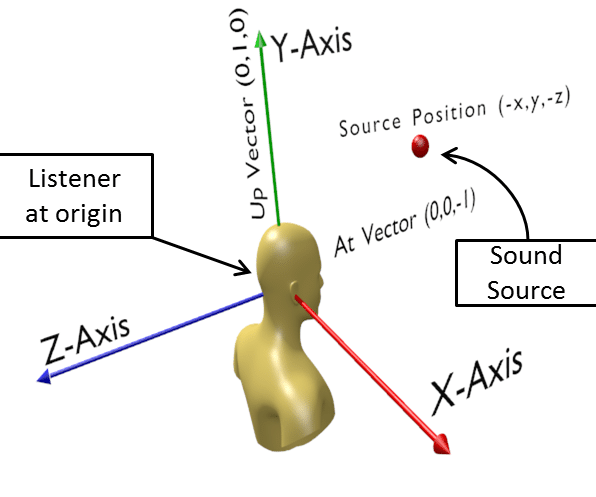 Y-Axis
Up Vector (0,1,0)
Source Position (-x,y,-z)
Listener
at origin
At Vector (0,0,-1)
Sound
Source
Z-Axis
X-Axis